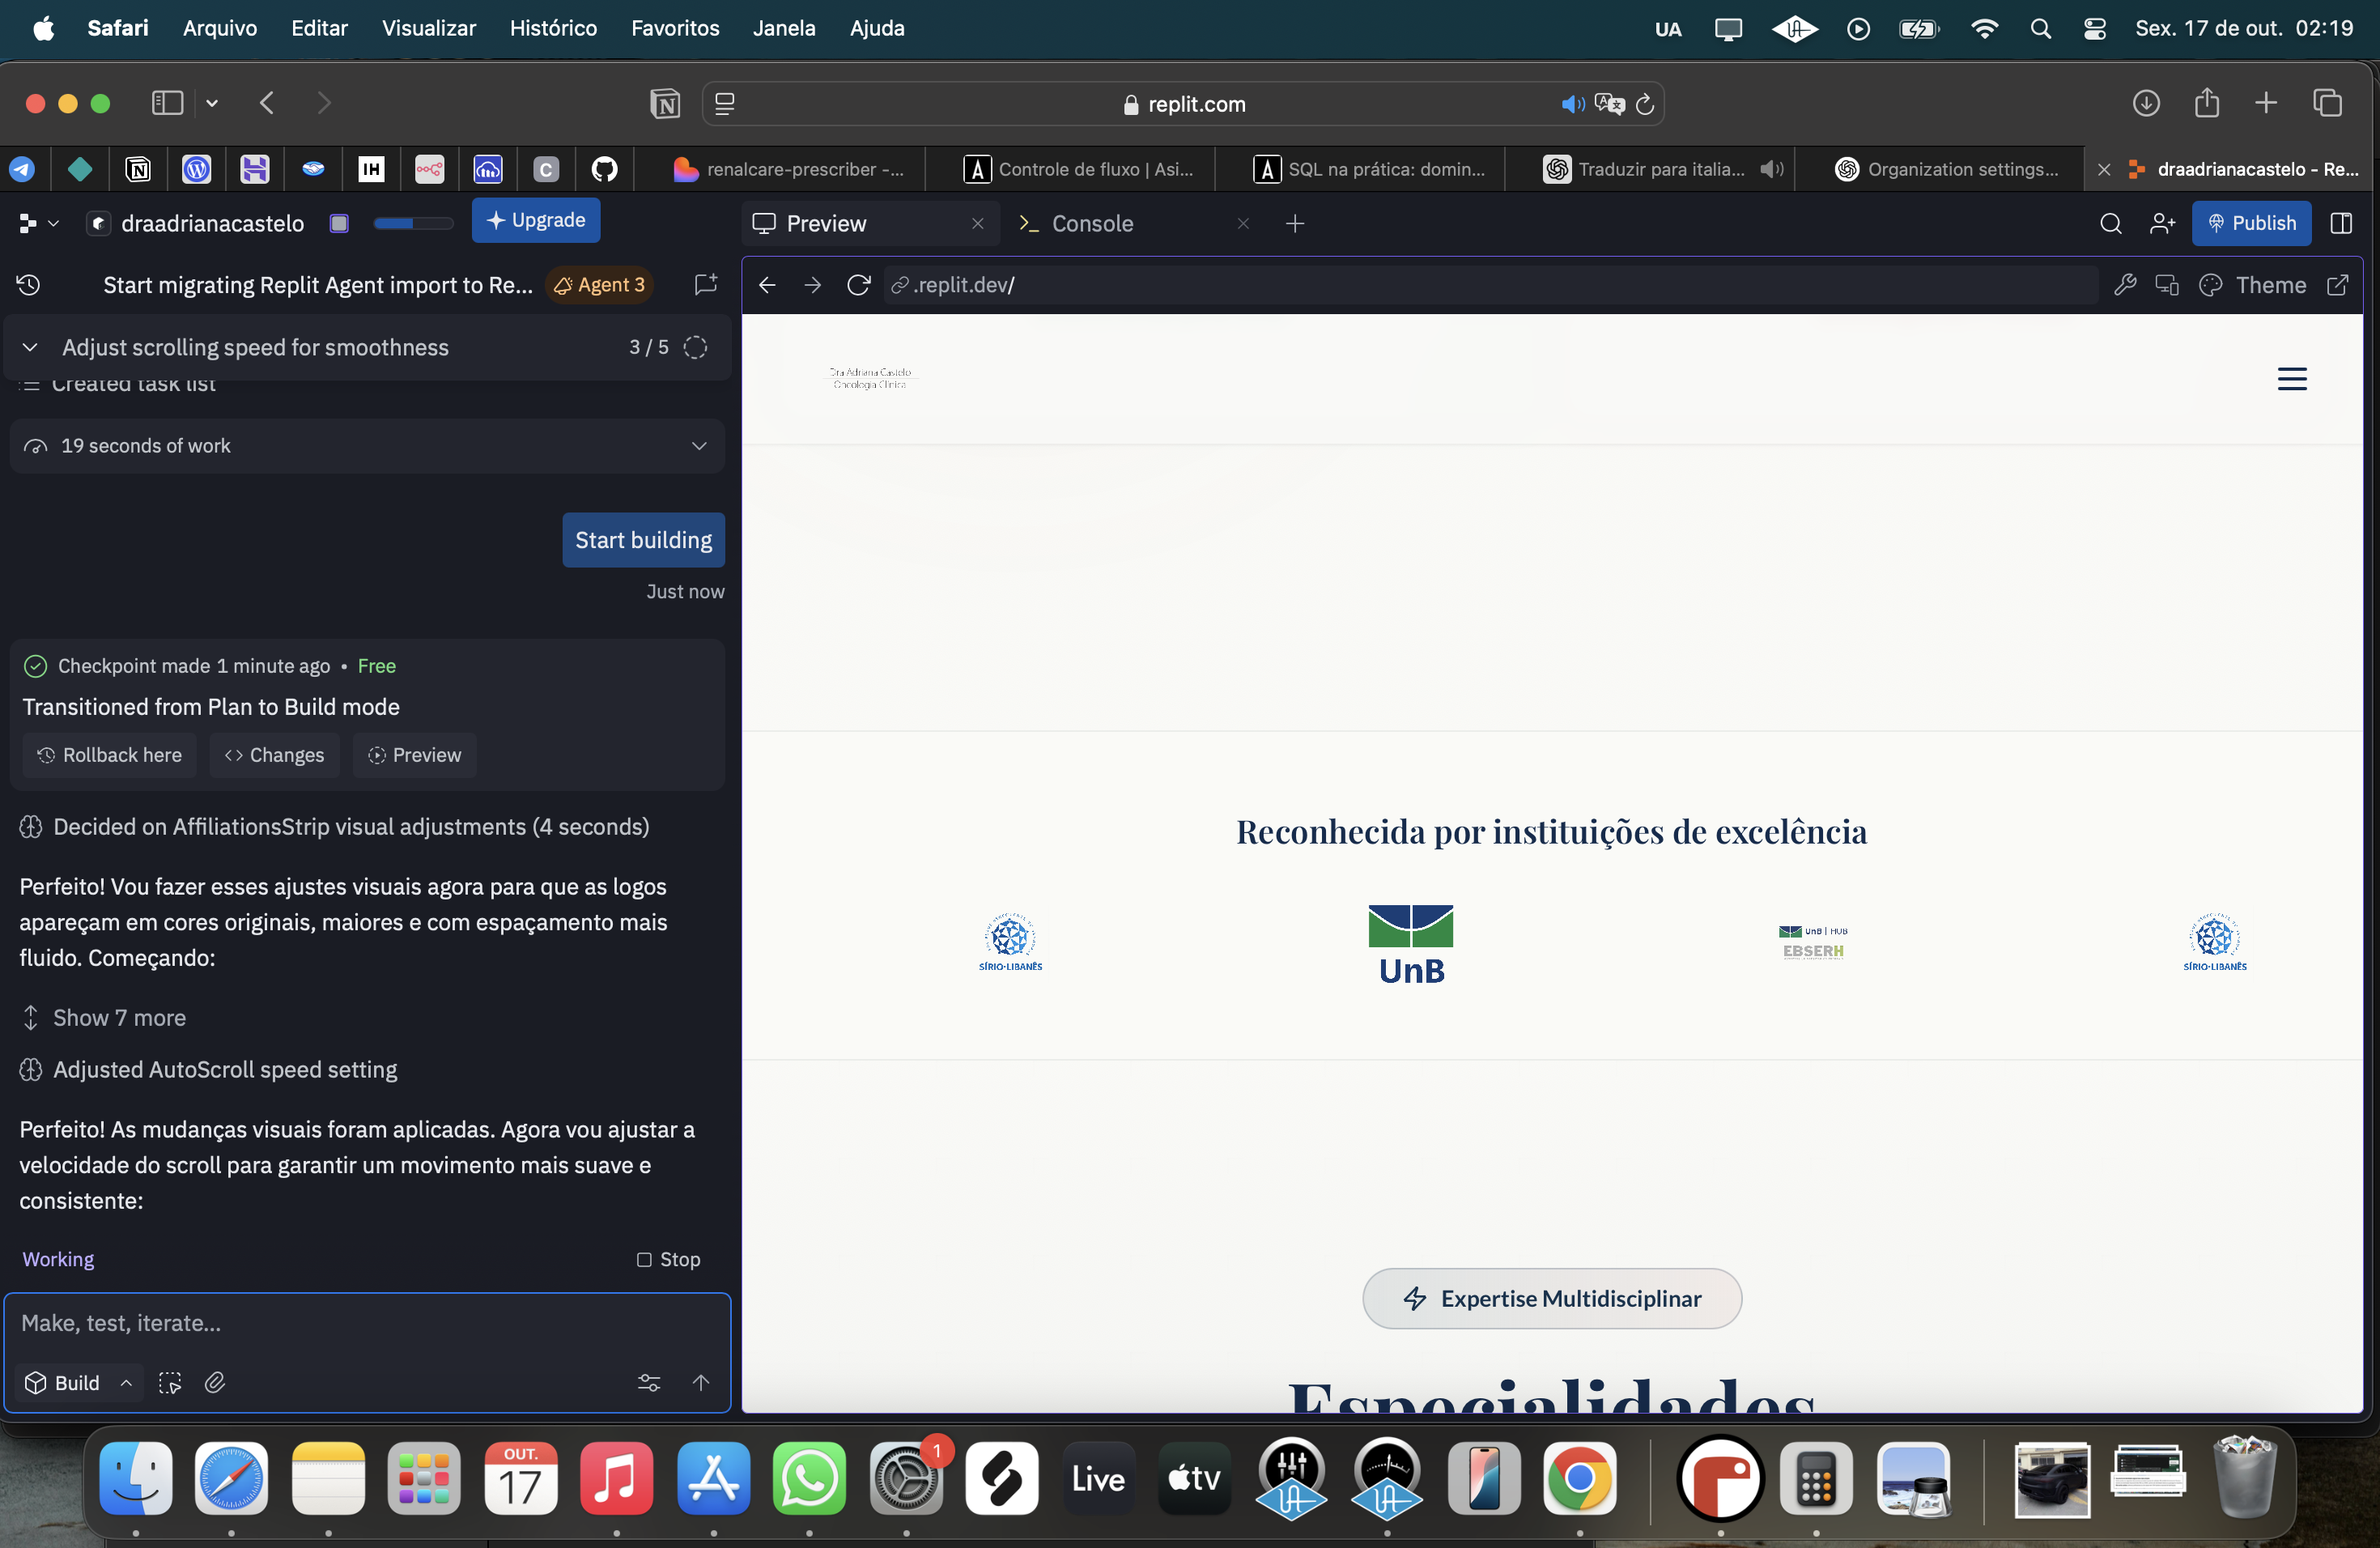 Safari Arquivo Editar Visualizar Histórico Favoritos Janela Ajuda UA Sex. 17 de out. 02:19
replit.com
IH C renalcare-prescriber -... Controle de fluxo | Asi... SQL na prática: domin... Traduzir para italia... Organization settings... draadrianacastelo - Re...
draadrianacastelo Upgrade Preview Console Publish
Start migrating Replit Agent import to Re... Agent 3
.replit.dev/ Theme
Adjust scrolling speed for smoothness 3 / 5
Created task list
19 seconds of work
Start building
Just now
Checkpoint made 1 minute ago • Free
Transitioned from Plan to Build mode
Rollback here Changes Preview
Decided on AffiliationsStrip visual adjustments (4 seconds)
Perfeito! Vou fazer esses ajustes visuais agora para que as logos
apareçam em cores originais, maiores e com espaçamento mais
fluido. Começando:
Show 7 more
Adjusted AutoScroll speed setting
Perfeito! As mudanças visuais foram aplicadas. Agora vou ajustar a
velocidade do scroll para garantir um movimento mais suave e
consistente:
Working Stop
Make, test, iterate...
Build
Dra Adriana Castelo
Oncologia Clínica
Reconhecida por instituições de excelência
SÍRIO-LIBANÊS
UnB
UnB | HUB
EBSERH
SÍRIO-LIBANÊS
Expertise Multidisciplinar
Especialidades
OUT.
17
1
Live
tv